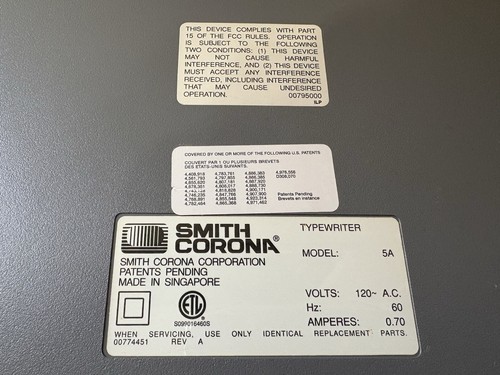 THIS DEVICE COMPLIES WITH PART
15 OF THE FCC RULES. OPERATION
IS SUBJECT TO THE FOLLOWING
TWO CONDITIONS: (1) THIS DEVICE
MAY NOT CAUSE HARMFUL
INTERFERENCE, AND (2) THIS DEVICE
MUST ACCEPT ANY INTERFERENCE
RECEIVED, INCLUDING INTERFERENCE
THAT MAY CAUSE UNDESIRED
OPERATION. 00795000
ILP
COVERED BY ONE OR MORE OF THE FOLLOWING U.S. PATENTS
COUVERT PAR 1 OU PLUSIEURS BREVETS
DES ETATS-UNIS SUIVANTS.
Patents Pending
Brevets en instance
SMITH
CORONA
SMITH CORONA CORPORATION
PATENTS PENDING
MADE IN SINGAPORE
TYPEWRITER
MODEL: 5A
VOLTS: 120~ A.C.
Hz: 60
AMPERES: 0.70
ETL
S099016460S
WHEN SERVICING, USE ONLY IDENTICAL REPLACEMENT PARTS.
00774451 REV A